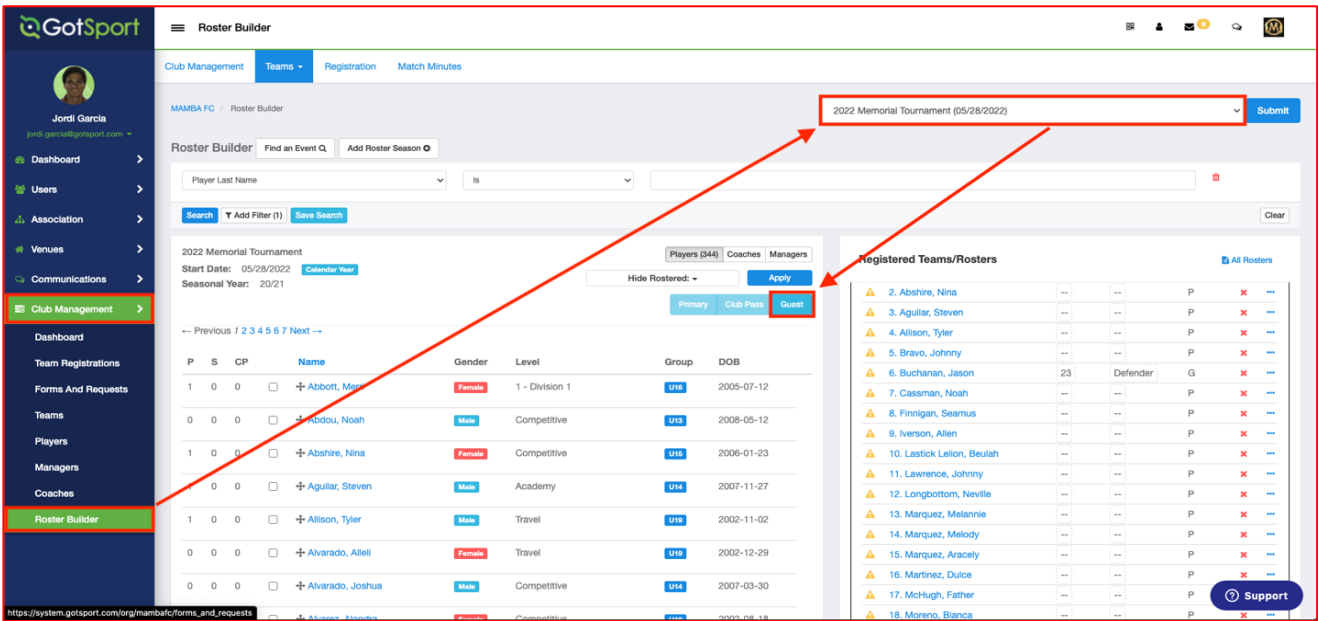 GotSport
Roster Builder
0
Jordi Garcia
jordi.garcia@gotsport.com
Dashboard
Users
Association
Venues
Communications
Club Management
Dashboard
Team Registrations
Forms And Requests
Teams
Players
Managers
Coaches
Roster Builder
https://system.gotsport.com/org/mambafc/forms_and_requests
Club Management Teams Registration Match Minutes
MAMBA FC / Roster Builder
2022 Memorial Tournament (05/28/2022) Submit
Roster Builder Find an Event Add Roster Season
Player Last Name Is
Search Add Filter (1) Save Search Clear
2022 Memorial Tournament
Start Date: 05/28/2022 Calendar Year
Seasonal Year: 20/21
Players (344) Coaches Managers
Hide Rostered: Apply
Primary Club Pass Guest
← Previous 1 2 3 4 5 6 7 Next →
P S CP Name Gender Level Group DOB
1 0 0 Abbott, Female 1 - Division 1 U16 2005-07-12
0 0 0 Abdou, Noah Male Competitive U13 2008-05-12
1 0 0 Abshire, Nina Female Competitive U15 2006-01-23
0 0 Aguilar, Steven Male Academy U14 2007-11-27
1 0 0 Allison, Tyler Male Travel U19 2002-11-02
0 0 0 Alvarado, Alleli Female Travel U19 2002-12-29
0 0 0 Alvarado, Joshua Male Competitive U14 2007-03-30
Alvarez, Alondra Female Competitive 2002-08-18
Registered Teams/Rosters All Rosters
2. Abshire, Nina -- -- P
3. Aguilar, Steven -- -- P
4. Allison, Tyler -- -- P
5. Bravo, Johnny -- -- P
6. Buchanan, Jason 23 Defender G
7. Cassman, Noah -- -- P
8. Finnigan, Seamus -- -- P
9. Iverson, Allen -- -- P
10. Lastick Lelion, Beulah -- -- P
11. Lawrence, Johnny -- -- P
12. Longbottom, Neville -- -- P
13. Marquez, Melannie -- -- P
14. Marquez, Melody -- -- P
15. Marquez, Aracely -- -- P
16. Martinez, Dulce -- -- P
17. McHugh, Father -- -- P
18. Moreno, Bianca -- -- P
Support